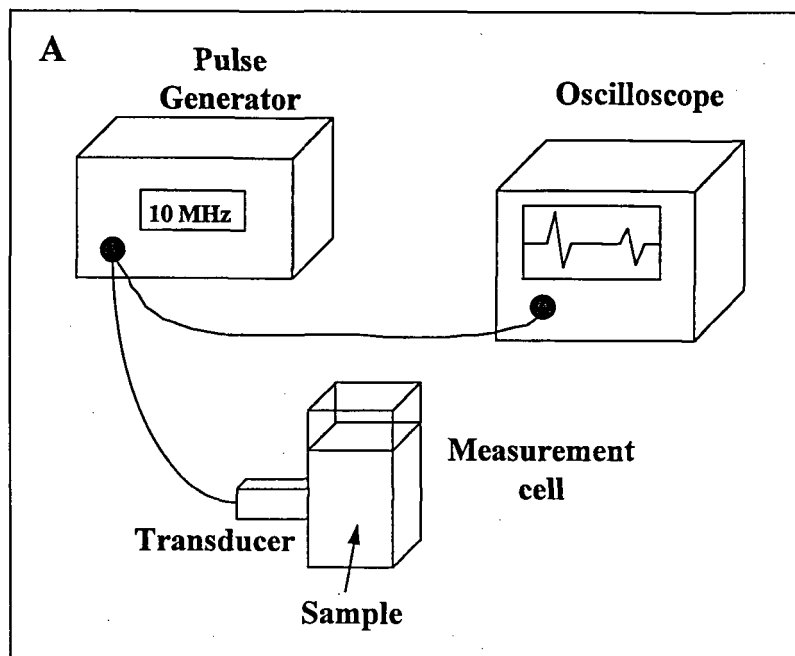 A
Pulse
Generator
Oscilloscope
10 MHz
Measurement
cell
Transducer
Sample